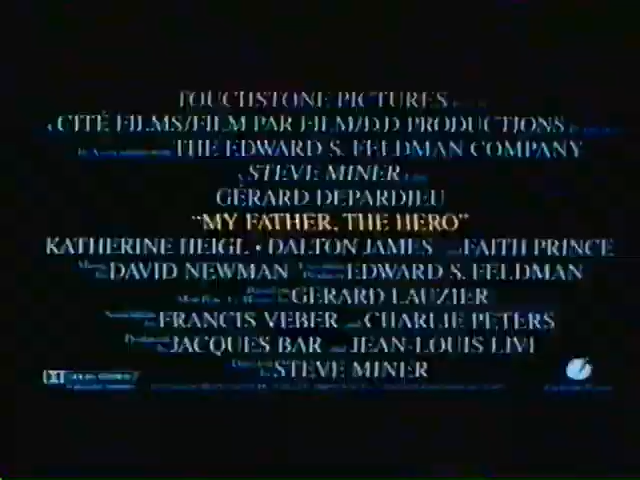 TOUCHSTONE PICTURES
CITÉ FILMS/FILM PAR FILM/D.D PRODUCTIONS
THE EDWARD S. FELDMAN COMPANY
STEVE MINER
GÉRARD DEPARDIEU
"MY FATHER, THE HERO"
KATHERINE HEIGL • DALTON JAMES FAITH PRINCE
DAVID NEWMAN EDWARD S. FELDMAN
GERARD LAUZIER
FRANCIS VEBER CHARLIE PETERS
JACQUES BAR JEAN-LOUIS LIVI
STEVE MINER